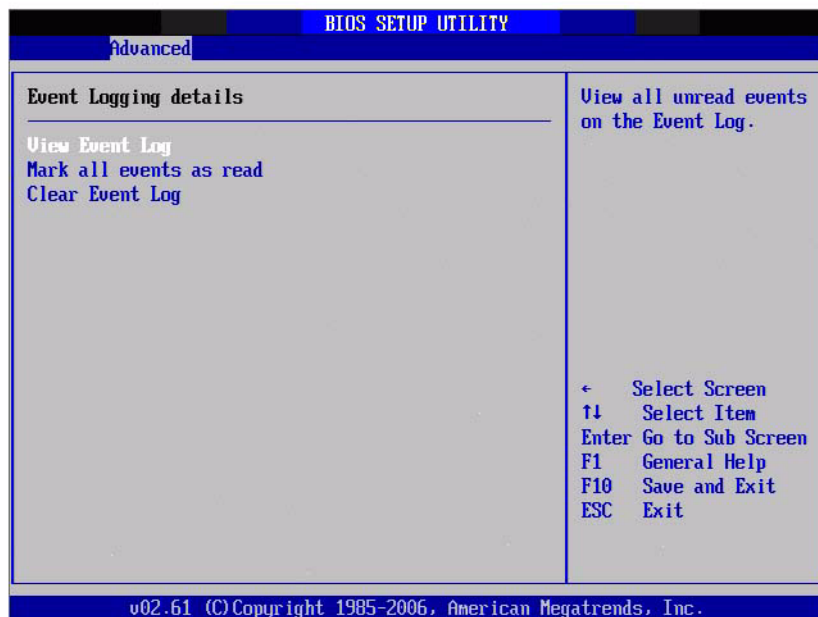 BIOS SETUP UTILITY
Advanced
Event Logging details
View Event Log
Mark all events as read
Clear Event Log
View all unread events
on the Event Log.
← Select Screen
↑↓ Select Item
Enter Go to Sub Screen
F1 General Help
F10 Save and Exit
ESC Exit
v02.61 (C)Copyright 1985-2006, American Megatrends, Inc.